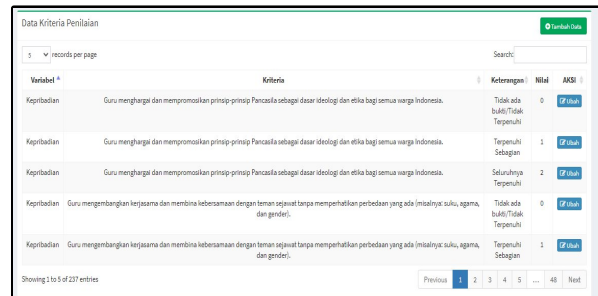 Data Kriteria Penilaian
Tambah Data
5 records per page
Search:
Variabel Kriteria Keterangan Nilai AKSI
Kepribadian Guru menghargai dan mempromosikan prinsip-prinsip Pancasila sebagai dasar ideologi dan etika bagi semua warga Indonesia. Tidak ada 0 Ubah
bukti/Tidak
Terpenuhi
Kepribadian Guru menghargai dan mempromosikan prinsip-prinsip Pancasila sebagai dasar ideologi dan etika bagi semua warga Indonesia. Terpenuhi 1 Ubah
Sebagian
Kepribadian Guru menghargai dan mempromosikan prinsip-prinsip Pancasila sebagai dasar ideologi dan etika bagi semua warga Indonesia. Seluruhnya 2 Ubah
Terpenuhi
Kepribadian Guru mengembangkan kerjasama dan membina kebersamaan dengan teman sejawat tanpa memperhatikan perbedaan yang ada (misalnya: suku, agama, Tidak ada 0 Ubah
dan gender). bukti/Tidak
Terpenuhi
Kepribadian Guru mengembangkan kerjasama dan membina kebersamaan dengan teman sejawat tanpa memperhatikan perbedaan yang ada (misalnya: suku, agama, Terpenuhi 1 Ubah
dan gender). Sebagian
Showing 1 to 5 of 237 entries
Previous 1 2 3 4 5 ... 48 Next